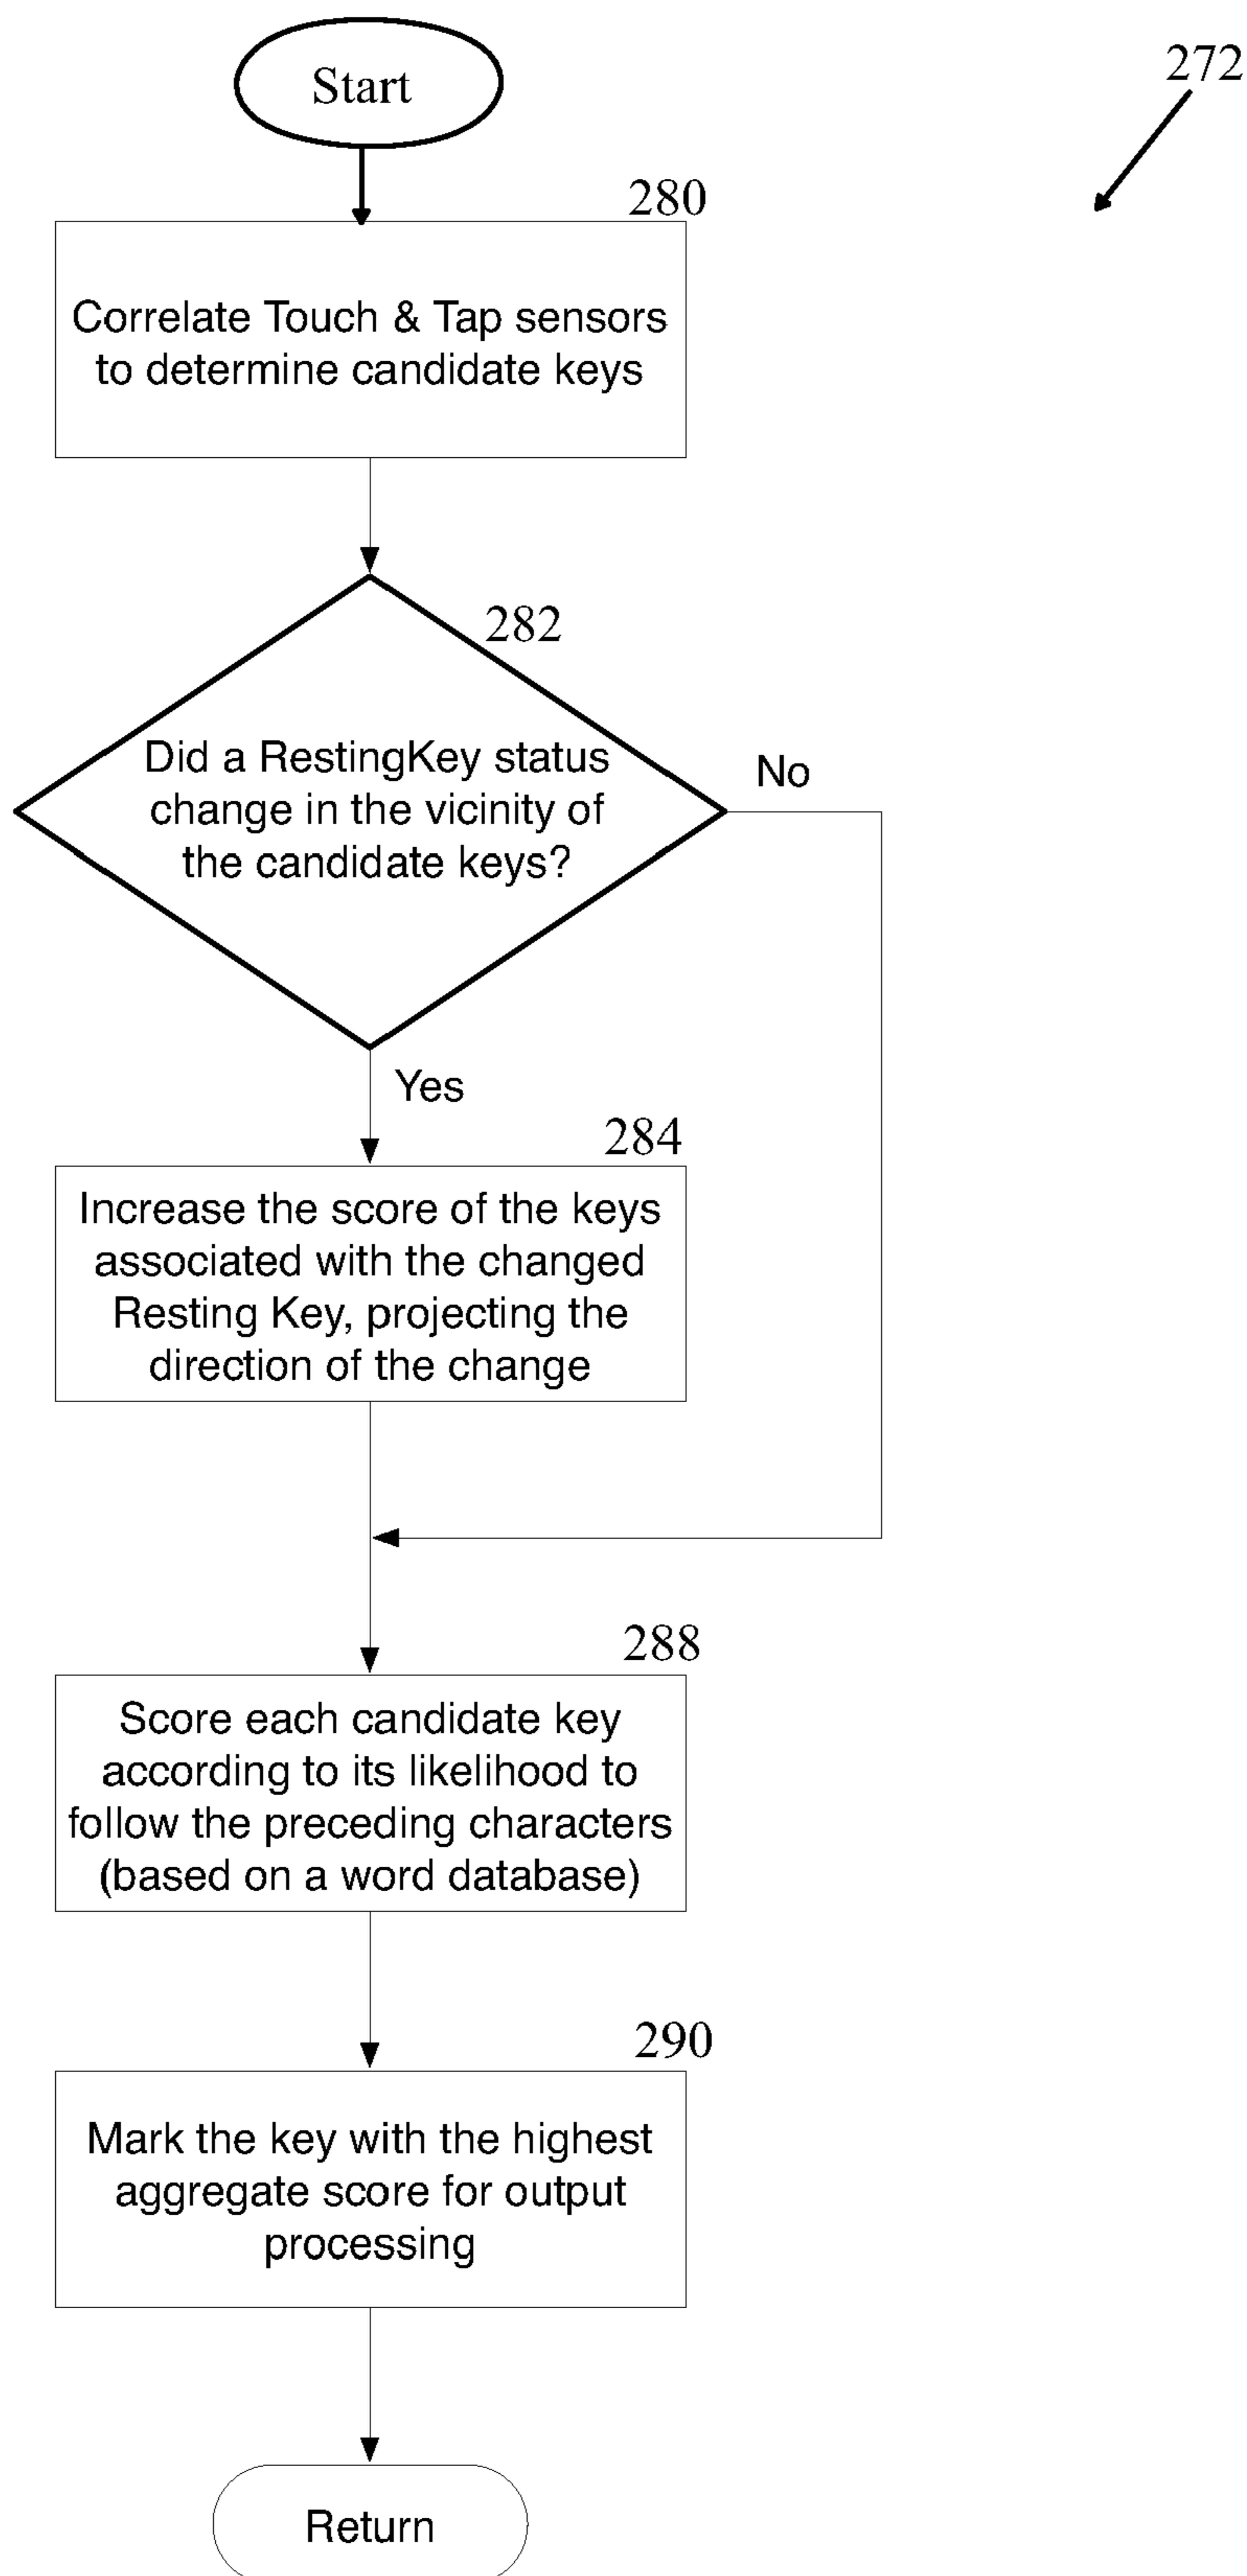 Start
272
280
Correlate Touch & Tap sensors
to determine candidate keys
282
Did a RestingKey status
change in the vicinity of
the candidate keys?
No
Yes
284
Increase the score of the keys
associated with the changed
Resting Key, projecting the
direction of the change
288
Score each candidate key
according to its likelihood to
follow the preceding characters
(based on a word database)
290
Mark the key with the highest
aggregate score for output
processing
Return